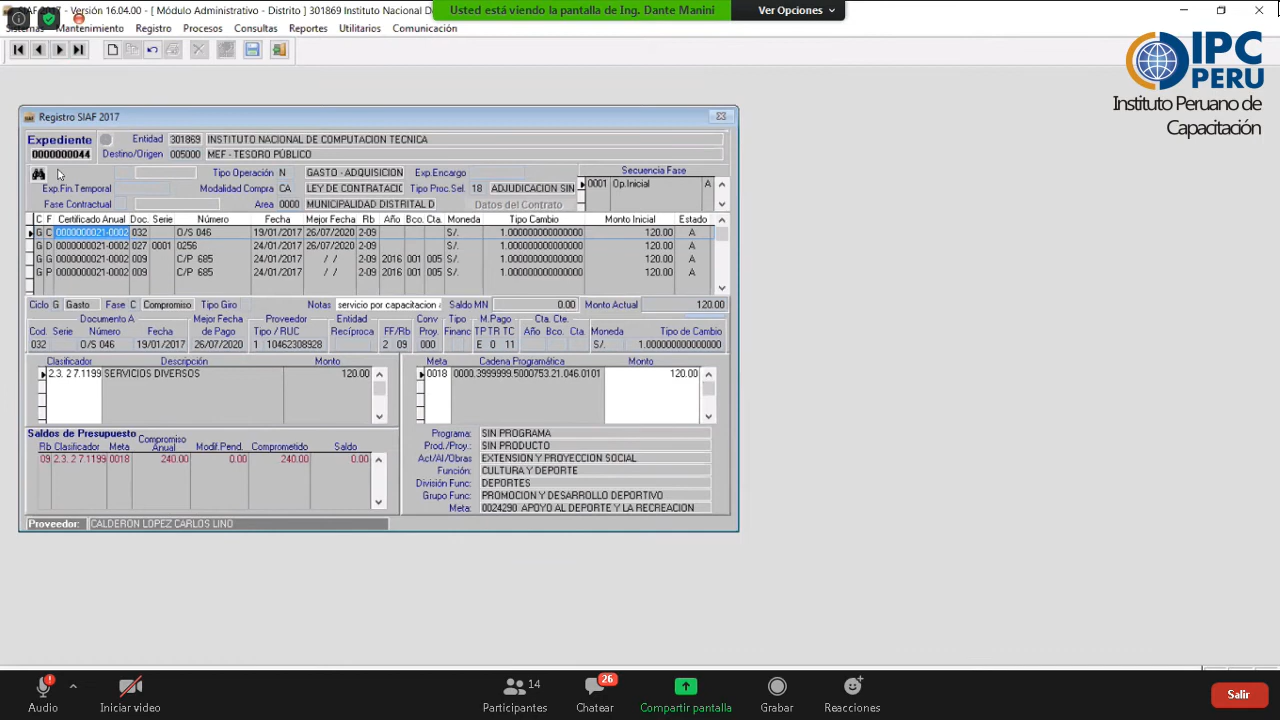 SIAF 2017 - Versión 16.04.00 - [ Módulo Administrativo - Distrito ] 301869 Instituto Nacional D
Usted está viendo la pantalla de Ing. Dante Manini
Ver Opciones
Sistemas Mantenimiento Registro Procesos Consultas Reportes Utilitarios Comunicación
IPC
PERU
Instituto Peruano de
Capacitación
Registro SIAF 2017
Expediente Entidad 301869 INSTITUTO NACIONAL DE COMPUTACION TECNICA
0000000044 Destino/Origen 005000 MEF - TESORO PÚBLICO
Tipo Operación N GASTO - ADQUISICION Exp.Encargo Secuencia Fase
Exp.Fin.Temporal Modalidad Compra CA LEY DE CONTRATACIO Tipo Proc.Sel. 18 ADJUDICACION SIN 0001 Op.Inicial A
Fase Contractual Area 0000 MUNICIPALIDAD DISTRITAL D Datos del Contrato
C F Certificado Anual Doc. Serie Número Fecha Mejor Fecha Rb Año Bco. Cta. Moneda Tipo Cambio Monto Inicial Estado
G C 0000000021-0002 032 O/S 046 19/01/2017 26/07/2020 2-09 S/. 1.00000000000000 120.00 A
G D 0000000021-0002 027 0001 0256 24/01/2017 26/07/2020 2-09 S/. 1.00000000000000 120.00 A
G G 0000000021-0002 009 C/P 685 24/01/2017 / / 2-09 2016 001 005 S/. 1.00000000000000 120.00 A
G P 0000000021-0002 009 C/P 685 24/01/2017 / / 2-09 2016 001 005 S/. 1.00000000000000 120.00 A
Ciclo G Gasto Fase C Compromiso Tipo Giro Notas servicio por capacitacion a Saldo MN 0.00 Monto Actual 120.00
Documento A Mejor Fecha Proveedor Entidad Conv Tipo M.Pago Cta. Cte.
Cod. Serie Número Fecha de Pago Tipo / RUC Recíproca FF/Rb Proy. Financ TP TR TC Año Bco. Cta. Moneda Tipo de Cambio
032 O/S 046 19/01/2017 26/07/2020 1 10462308928 2 09 000 E 0 11 S/. 1.00000000000000
Clasificador Descripción Monto Meta Cadena Programática Monto
2.3. 2 7.1199 SERVICIOS DIVERSOS 120.00 0018 0000.3999999.5000753.21.046.0101 120.00
Saldos de Presupuesto
Rb Clasificador Meta Compromiso Anual Modif.Pend. Comprometido Saldo
09 2.3. 2 7.1199 0018 240.00 0.00 240.00 0.00
Programa: SIN PROGRAMA
Prod./Proy.: SIN PRODUCTO
Act/AI/Obras EXTENSION Y PROYECCION SOCIAL
Función: CULTURA Y DEPORTE
División Func: DEPORTES
Grupo Func: PROMOCION Y DESARROLLO DEPORTIVO
Meta: 0024290 APOYO AL DEPORTE Y LA RECREACION
Proveedor: CALDERON LOPEZ CARLOS LINO
Audio
Iniciar video
14
Participantes
26
Chatear
Compartir pantalla
Grabar
Reacciones
Salir